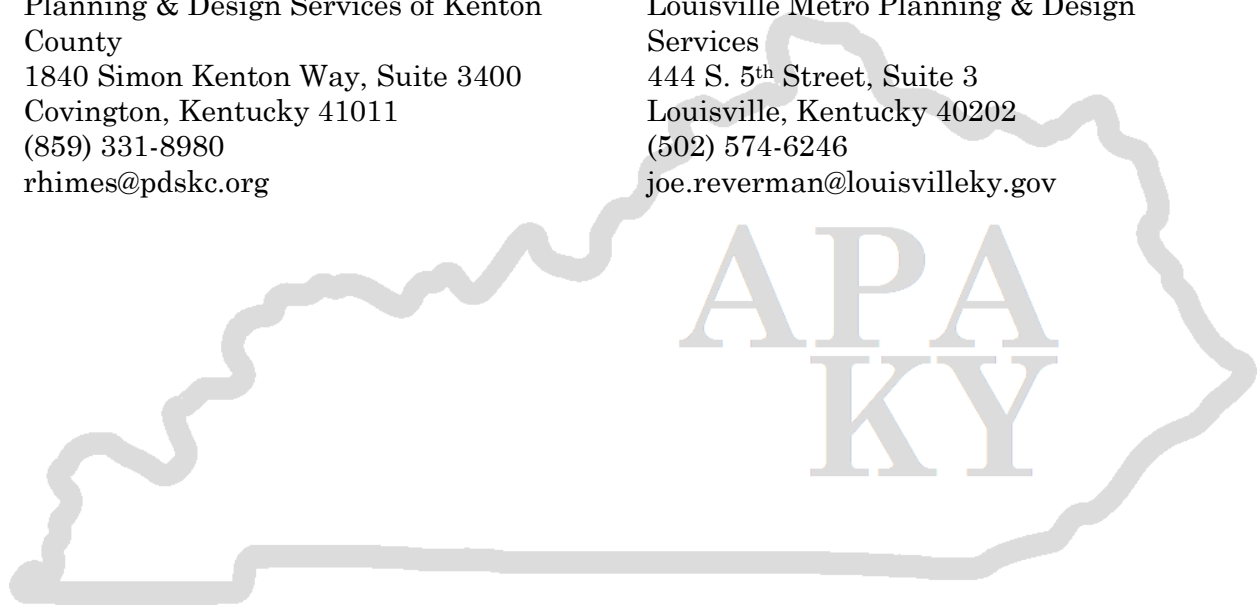 Planning & Design Services of Kenton
County
1840 Simon Kenton Way, Suite 3400
Covington, Kentucky 41011
(859) 331-8980
rhimes@pdskc.org
Louisville Metro Planning & Design
Services
444 S. 5th Street, Suite 3
Louisville, Kentucky 40202
(502) 574-6246
joe.reverman@louisvilleky.gov
APA
KY